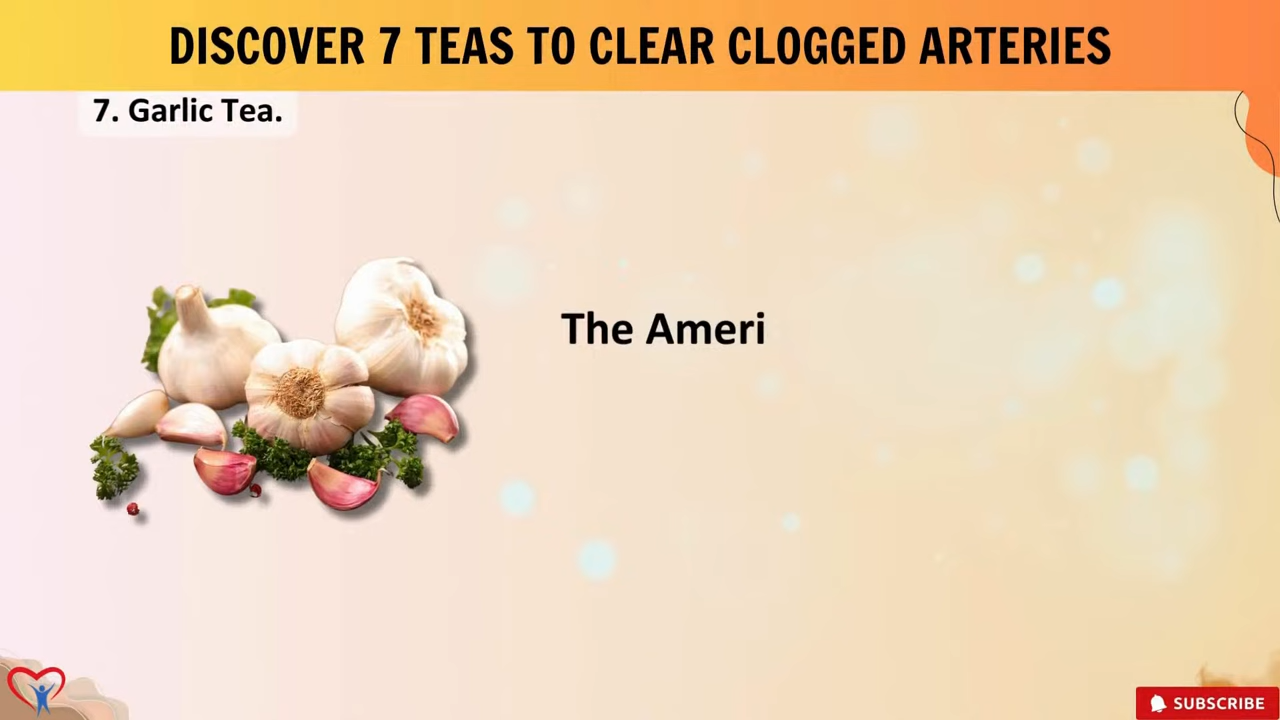 DISCOVER 7 TEAS TO CLEAR CLOGGED ARTERIES
7. Garlic Tea.
The Ameri
SUBSCRIBE